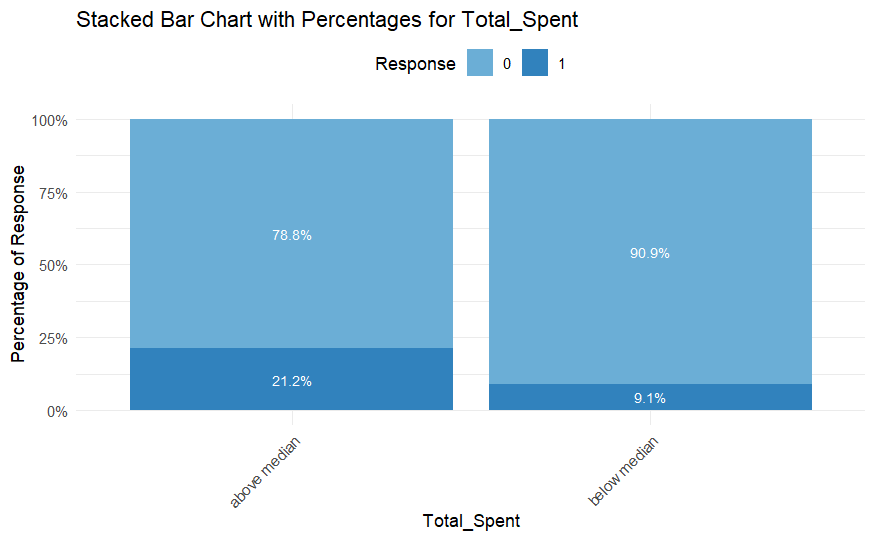 Stacked Bar Chart with Percentages for Total_Spent
Response 0 1
Percentage of Response
100%
75%
50%
25%
0%
78.8%
21.2%
90.9%
9.1%
above median
below median
Total_Spent